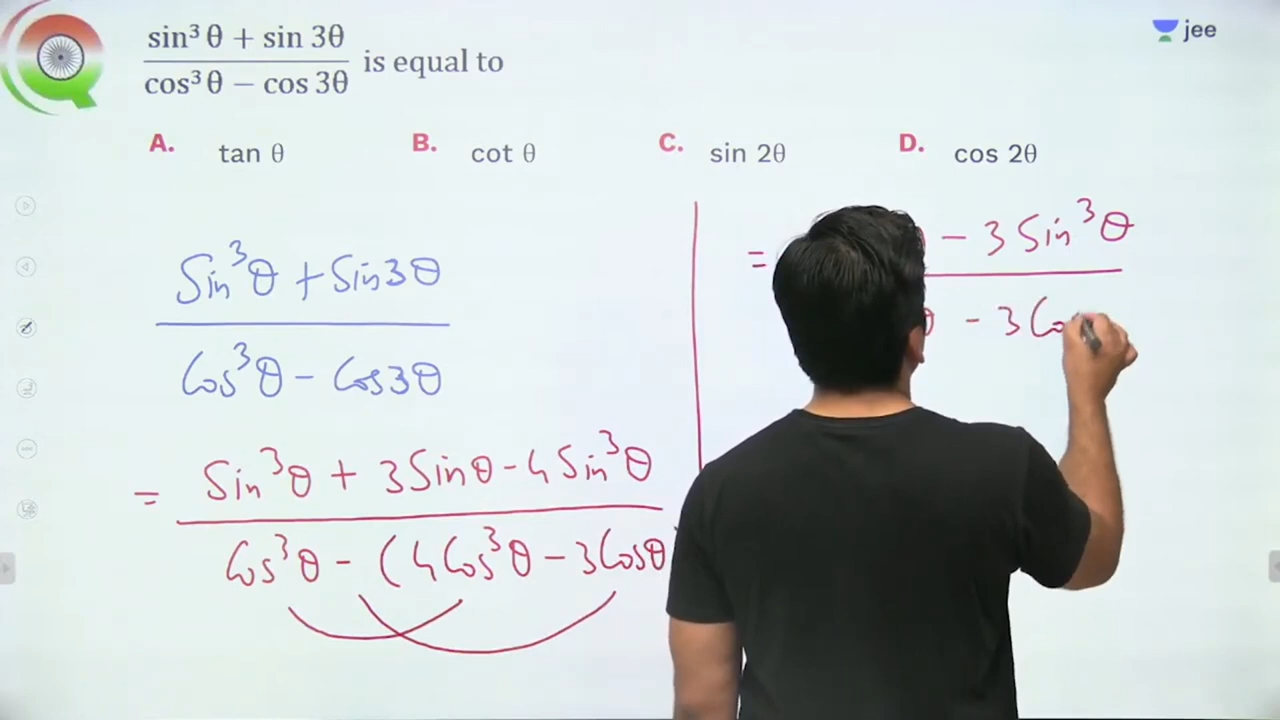 sin³ θ + sin 3θ
cos³ θ − cos 3θ
is equal to
jee
A. tan θ B. cot θ C. sin 2θ D. cos 2θ
Sin³θ + Sin3θ
Cos³θ − Cos3θ
= Sin³θ + 3Sinθ − 4Sin³θ
Cos³θ − (4Cos³θ − 3Cosθ
= θ − 3Sin³θ
θ − 3Co